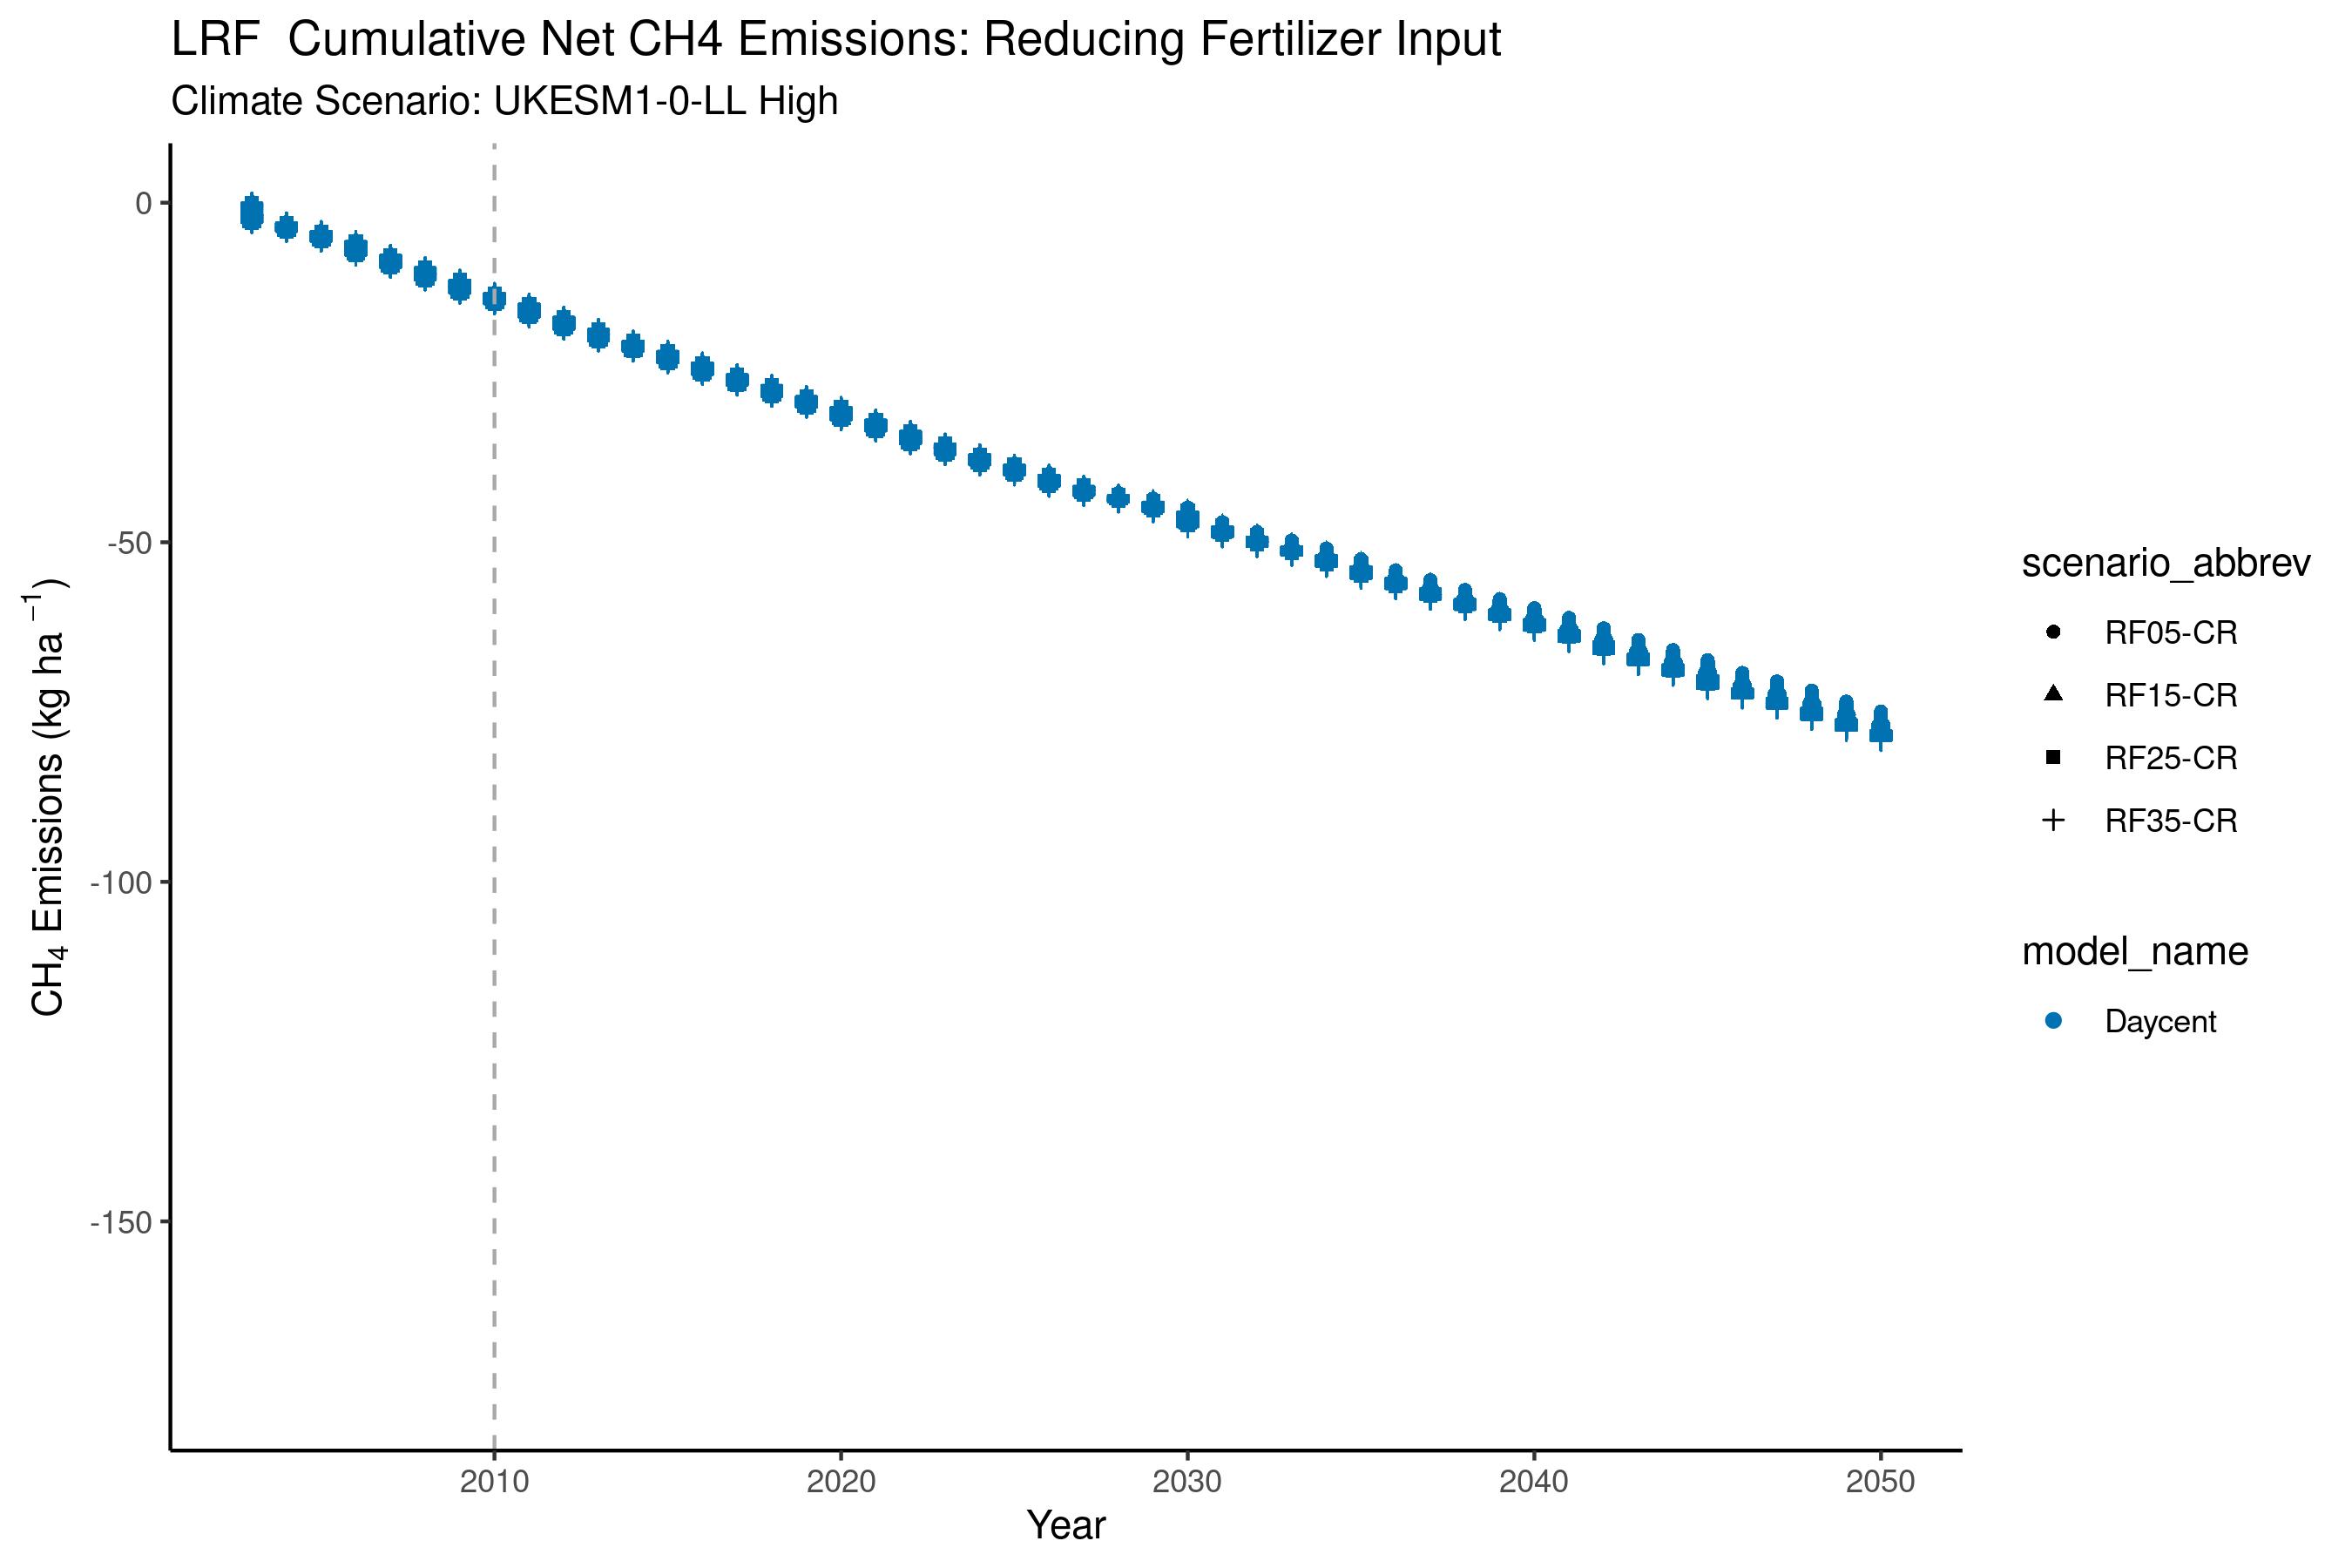 LRF  Cumulative Net CH4 Emissions: Reducing Fertilizer Input
Climate Scenario: UKESM1-0-LL High
CH₄ Emissions (kg ha⁻¹)
0
-50
-100
-150
2010
2020
2030
2040
2050
Year
scenario_abbrev
RF05-CR
RF15-CR
RF25-CR
RF35-CR
model_name
Daycent